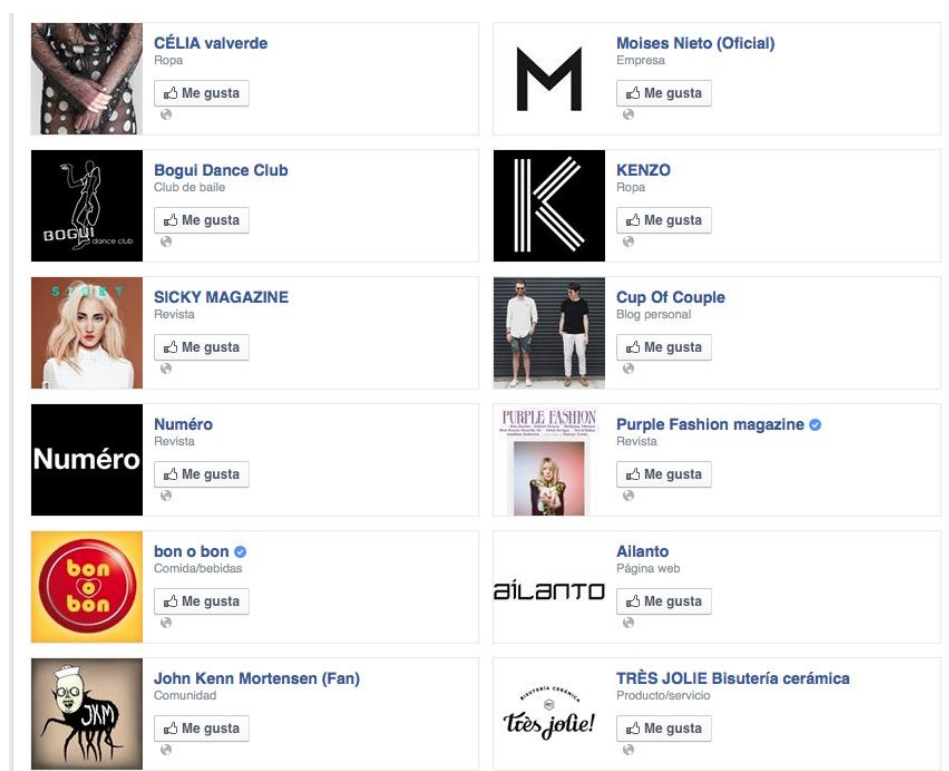 CÉLIA valverde
Ropa
Me gusta
Moises Nieto (Oficial)
Empresa
Me gusta
M
BOGUI
dance club
Bogui Dance Club
Club de baile
Me gusta
K
KENZO
Ropa
Me gusta
SICKY
SICKY MAGAZINE
Revista
Me gusta
Cup Of Couple
Blog personal
Me gusta
Numéro
Numéro
Revista
Me gusta
PURPLE FASHION
Purple Fashion magazine
Revista
Me gusta
bon
o
bon
bon o bon
Comida/bebidas
Me gusta
aïLanto
Ailanto
Página web
Me gusta
JKM
John Kenn Mortensen (Fan)
Comunidad
Me gusta
BISUTERÍA CERÁMICA
Très jolie!
TRÈS JOLIE Bisutería cerámica
Producto/servicio
Me gusta